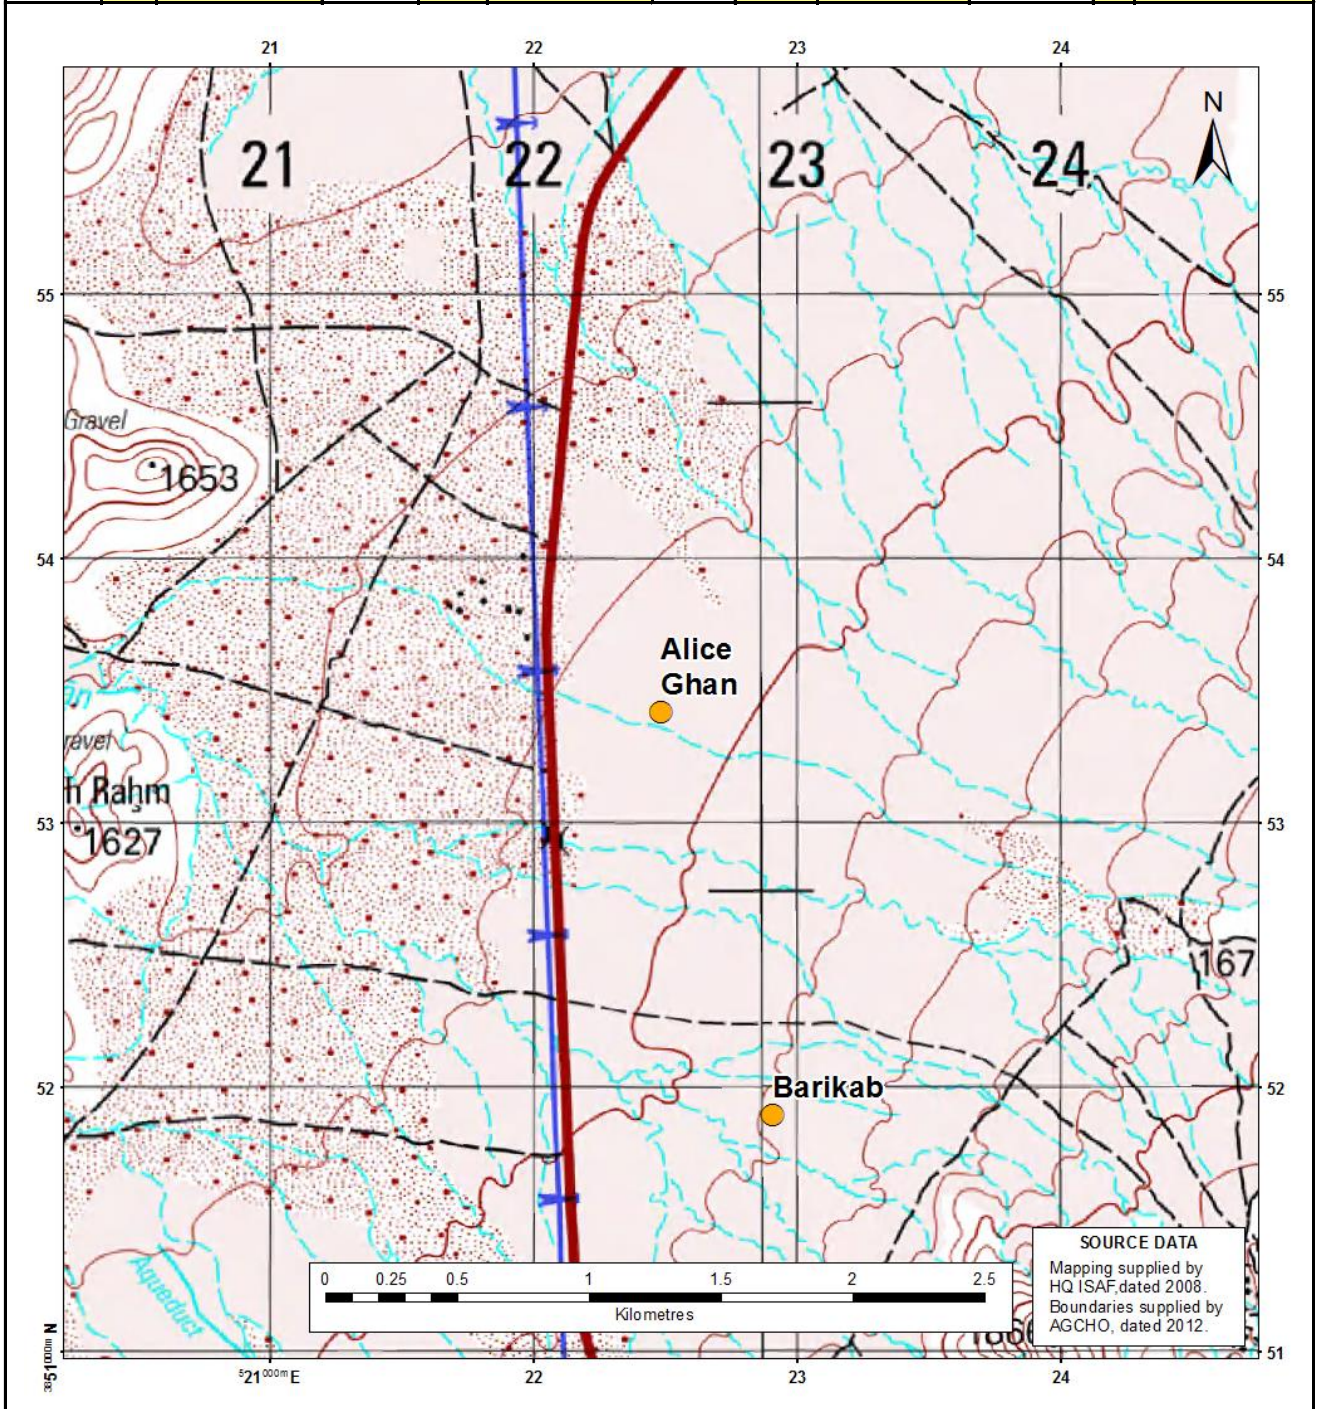 21 22 23 24
N
21 22 23 24
55 55
Gravel
1653
54 54
Alice
Ghan
ravel
h Rahm
53 53
1627
167
52 52
Barikab
Aqueduct
SOURCE DATA
Mapping supplied by
HQ ISAF,dated 2008.
Boundaries supplied by
AGCHO, dated 2012.
0 0.25 0.5 1 1.5 2 2.5
Kilometres
51
3851000m N
521000m E 22 23 24